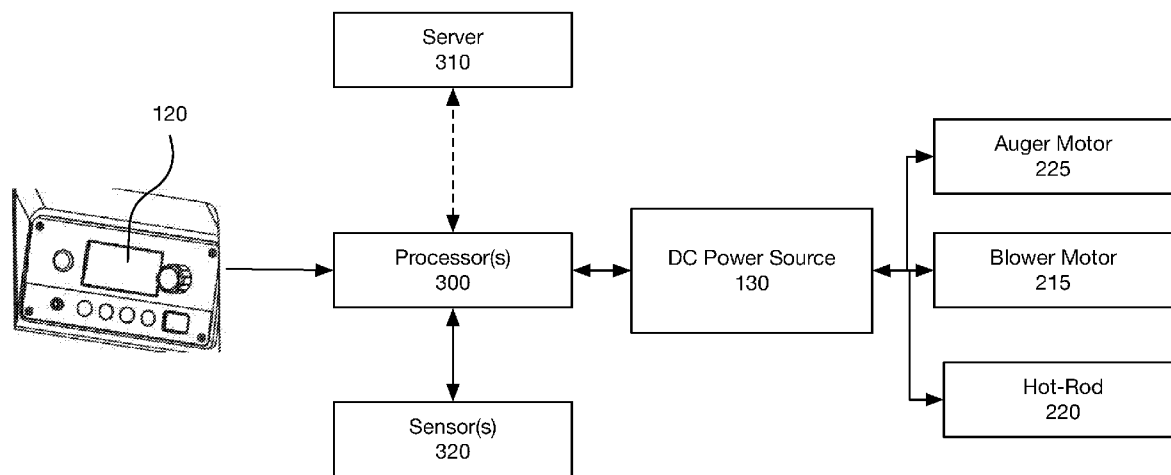 Server
310
120
Auger Motor
225
Processor(s)
300
DC Power Source
130
Blower Motor
215
Sensor(s)
320
Hot-Rod
220